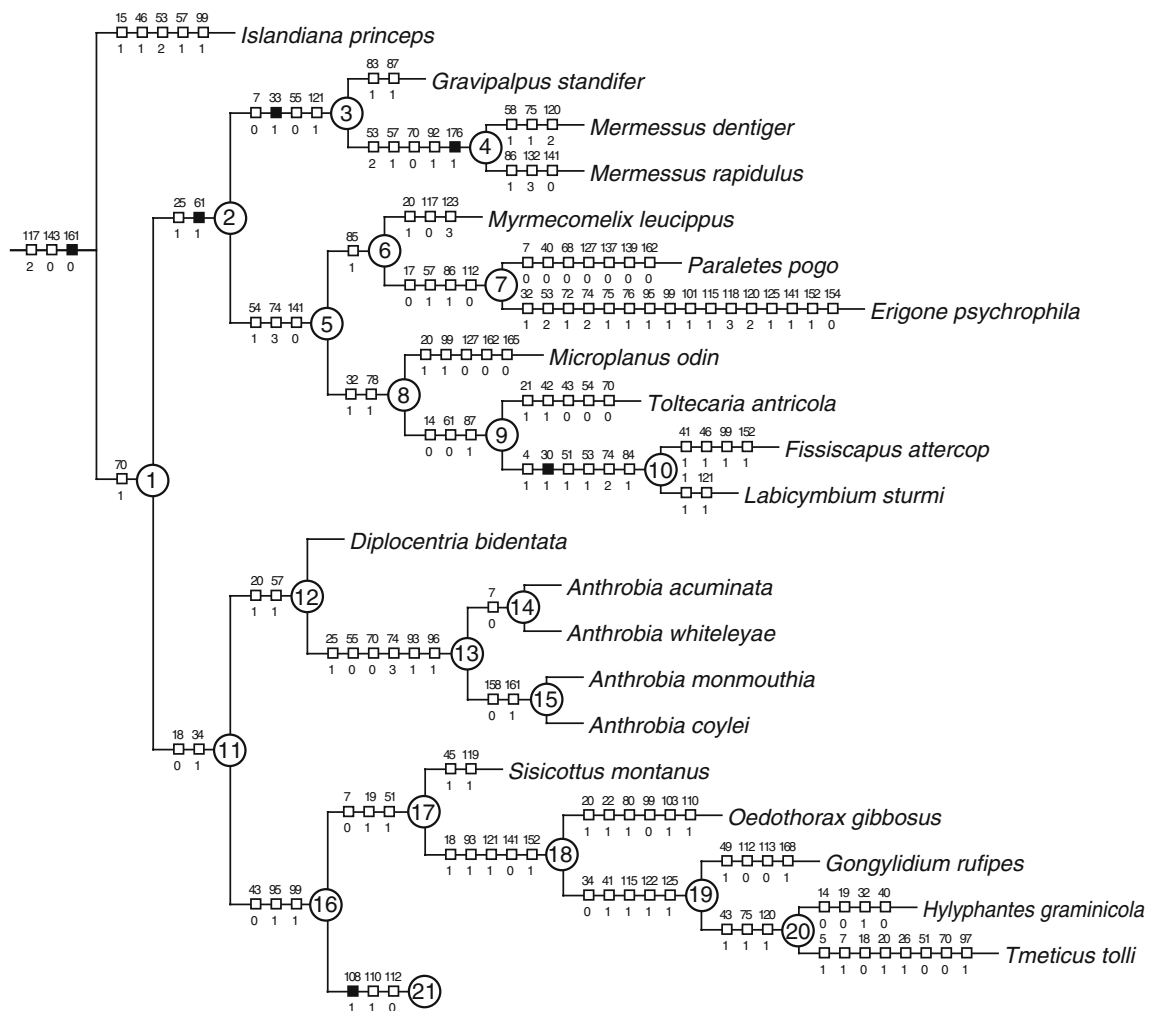 15 46 53 57 99
Islandiana princeps
1 1 2 1 1
83 87
Gravipalpus standifer
1 1
7 33 55 121
3
0 1 0 1
58 75 120
Mermessus dentiger
1 1 2
53 57 70 92 176
4
2 1 0 1 1
86 132 141
Mermessus rapidulus
1 3 0
25 61
2
1 1
20 117 123
Myrmecomelix leucippus
1 0 3
85
6
1
117 143 161
2 0 0
7 40 68 127 137 139 162
Paraletes pogo
0 0 0 0 0 0 0
17 57 86 112
7
0 1 1 0
32 53 72 74 75 76 95 99 101 115 118 120 125 141 152 154
Erigone psychrophila
1 2 1 2 1 1 1 1 1 1 3 2 1 1 1 0
54 74 141
5
1 3 0
20 99 127 162 165
Microplanus odin
1 1 0 0 0
32 78
8
1 1
21 42 43 54 70
Toltecaria antricola
1 1 0 0 0
14 61 87
9
0 0 1
41 46 99 152
Fissiscapus attercop
1 1 1 1
4 30 51 53 74 84
10
1 1 1 1 2 1
1 121
Labicymbium sturmi
1 1
70
1
1
Diplocentria bidentata
20 57
12
1 1
Anthrobia acuminata
7
14
0
Anthrobia whiteleyae
25 55 70 74 93 96
13
1 0 0 3 1 1
Anthrobia monmouthia
158 161
15
0 1
Anthrobia coylei
18 34
11
0 1
45 119
Sisicottus montanus
1 1
7 19 51
17
0 1 1
20 22 80 99 103 110
Oedothorax gibbosus
1 1 1 0 1 1
18 93 121 141 152
18
1 1 1 0 1
49 112 113 168
Gongylidium rufipes
1 0 0 1
34 41 115 122 125
19
0 1 1 1 1
14 19 32 40
Hylyphantes graminicola
0 0 1 0
43 95 99
16
0 1 1
43 75 120
20
1 1 1
5 7 18 20 26 51 70 97
Tmeticus tolli
1 1 0 1 1 0 0 1
108 110 112
21
1 1 0